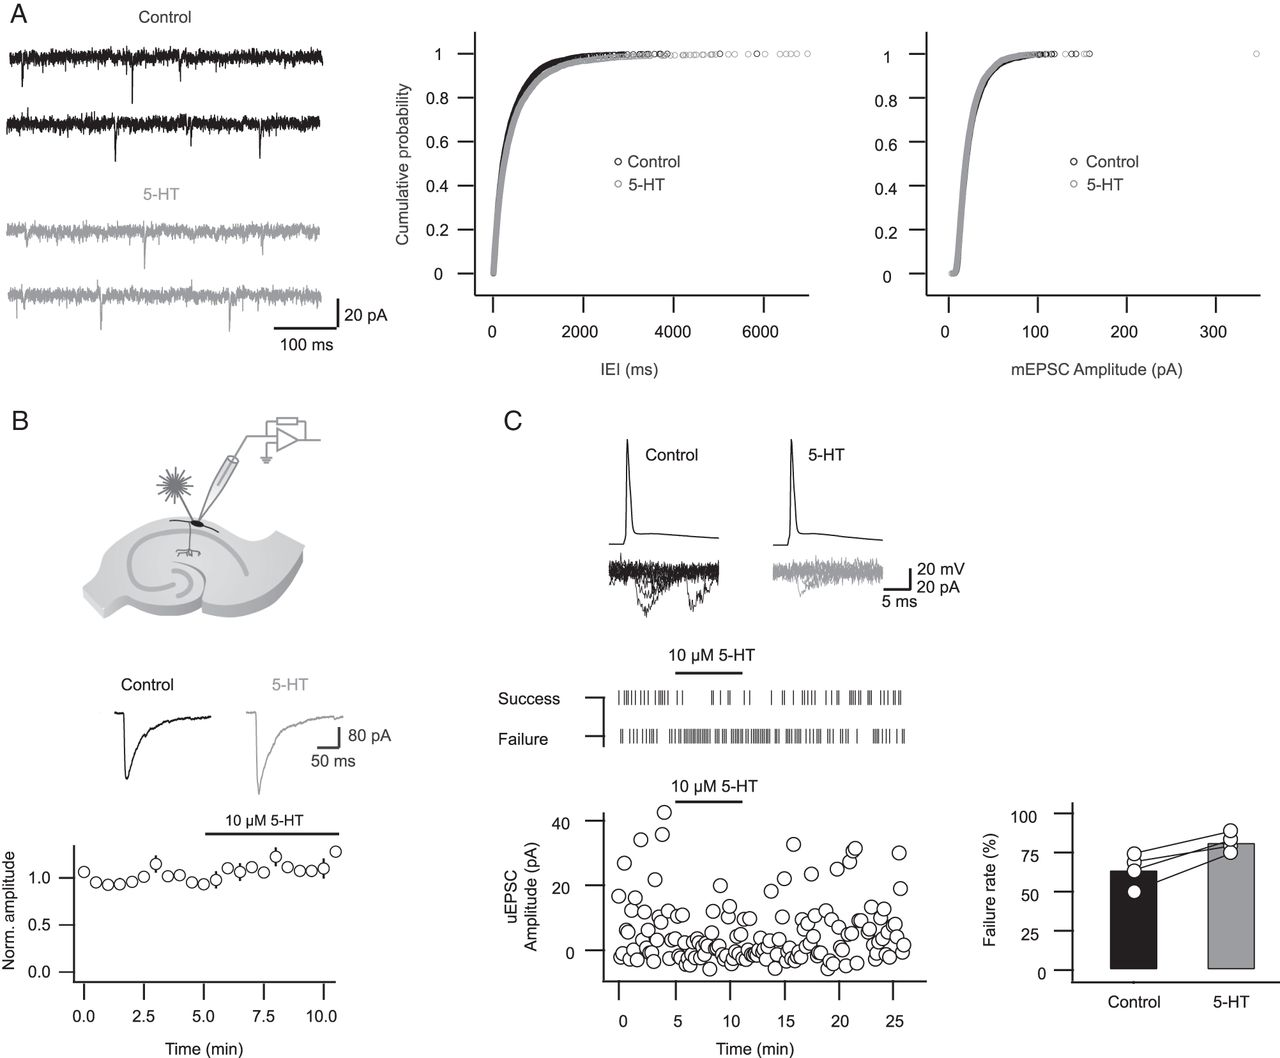 A
Control
5-HT
20 pA
100 ms
Cumulative probability
1
0.8
0.6
0.4
0.2
0
Control
5-HT
0 2000 4000 6000
IEI (ms)
1
0.8
0.6
0.4
0.2
0
Control
5-HT
0 100 200 300
mEPSC Amplitude (pA)
B
Control
5-HT
80 pA
50 ms
10 µM 5-HT
Norm. amplitude
1.0
0.5
0.0
0.0 2.5 5.0 7.5 10.0
Time (min)
C
Control
5-HT
20 mV
20 pA
5 ms
10 µM 5-HT
Success
Failure
10 µM 5-HT
uEPSC
Amplitude (pA)
40
20
0
0 5 10 15 20 25
Time (min)
Failure rate (%)
100
75
50
25
0
Control 5-HT